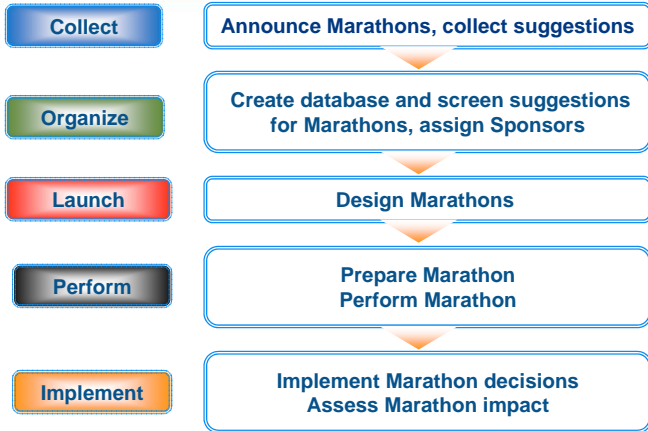 Collect
Announce Marathons, collect suggestions
Organize
Create database and screen suggestions
for Marathons, assign Sponsors
Launch
Design Marathons
Perform
Prepare Marathon
Perform Marathon
Implement
Implement Marathon decisions
Assess Marathon impact